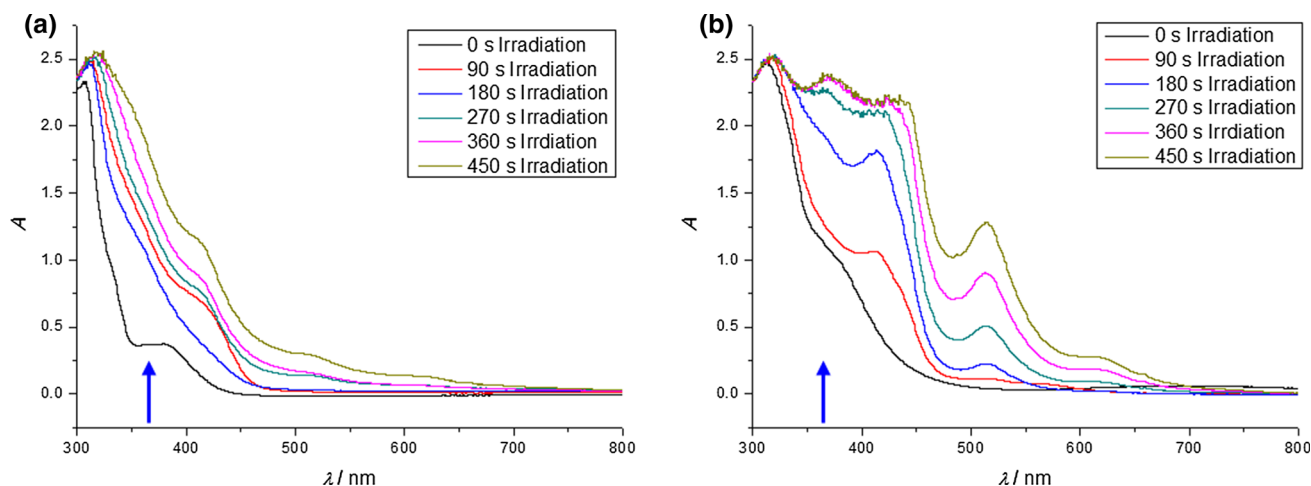 (a)
0 s Irradiation
90 s Irradiation
180 s Irradiation
270 s Irradiation
360 s Irrdiation
450 s Irradiation
2.5
2.0
1.5
1.0
0.5
0.0
A
300
400
500
600
700
800
λ / nm
(b)
0 s Irradiation
90 s Irradiation
180 s Irradiation
270 s Irradiation
360 s Irradiation
450 s Irradiation
2.5
2.0
1.5
1.0
0.5
0.0
A
300
400
500
600
700
800
λ / nm